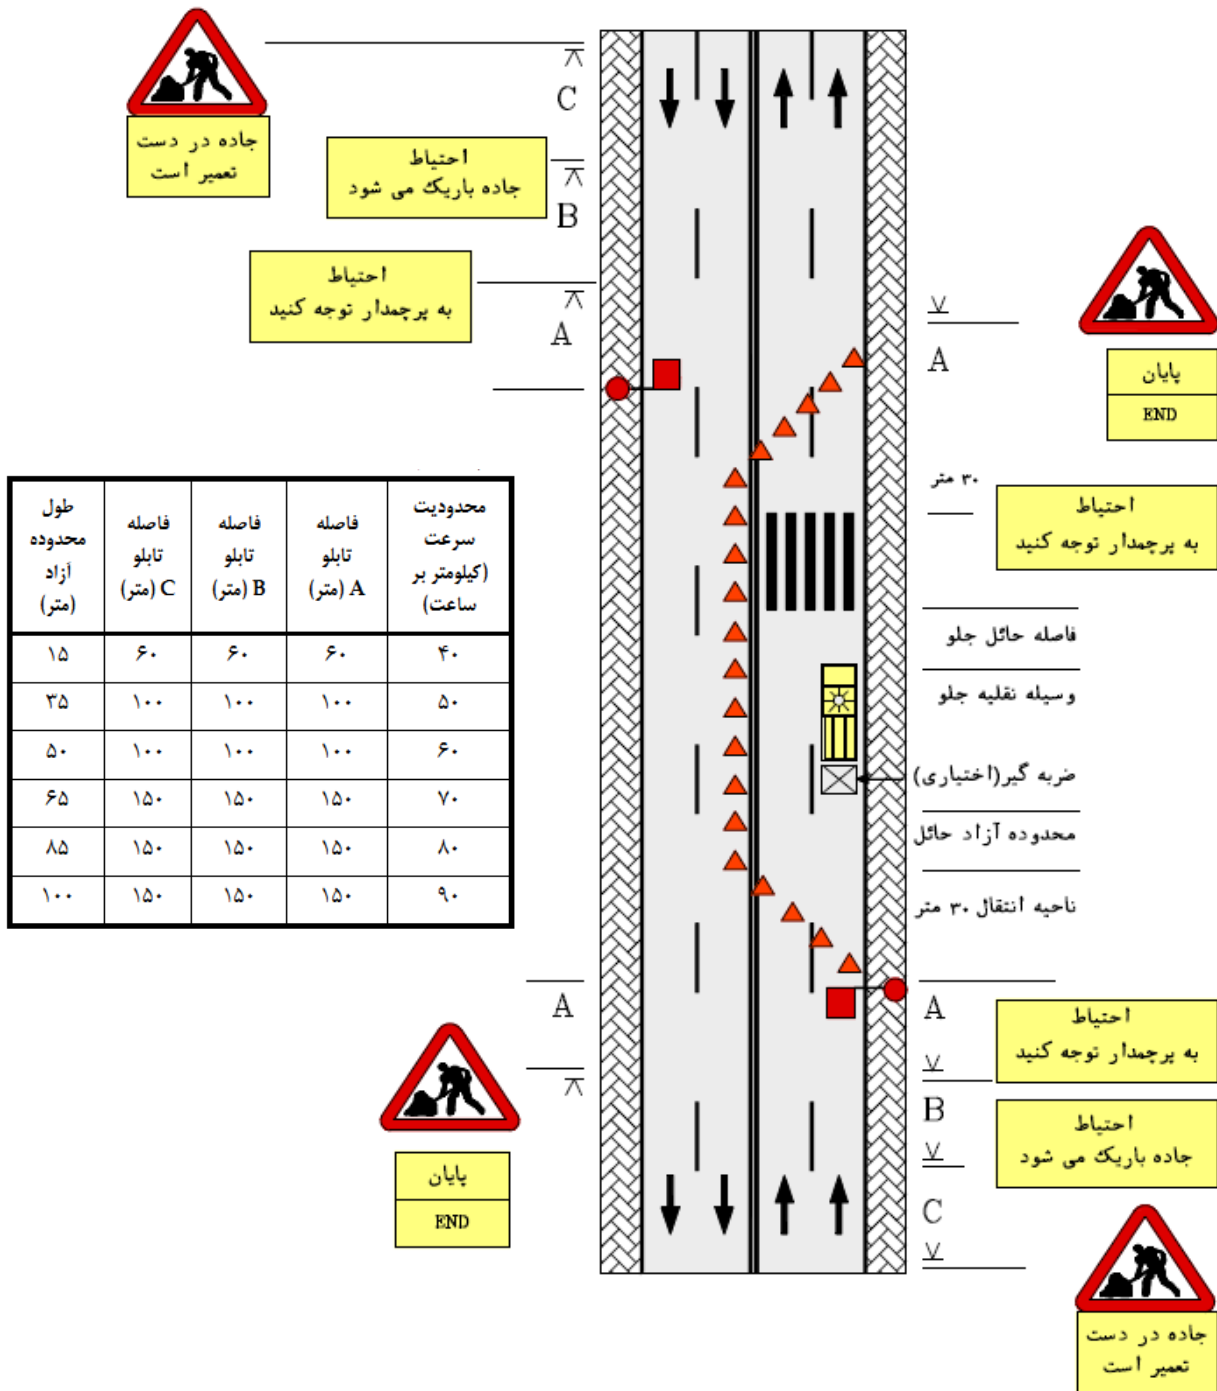 C
جاده در دست
تعمیر است
احتیاط
جاده باریک می شود
B
احتیاط
به پرچمدار توجه کنید
A
A
پایان
END
۳۰ متر
احتیاط
به پرچمدار توجه کنید
محدودیت سرعت (کیلومتر بر ساعت) فاصله تابلو A (متر) فاصله تابلو B (متر) فاصله تابلو C (متر) طول محدوده آزاد (متر)
۴۰ ۶۰ ۶۰ ۶۰ ۱۵
۵۰ ۱۰۰ ۱۰۰ ۱۰۰ ۳۵
۶۰ ۱۰۰ ۱۰۰ ۱۰۰ ۵۰
۷۰ ۱۵۰ ۱۵۰ ۱۵۰ ۶۵
۸۰ ۱۵۰ ۱۵۰ ۱۵۰ ۸۵
۹۰ ۱۵۰ ۱۵۰ ۱۵۰ ۱۰۰
فاصله حائل جلو
وسیله نقلیه جلو
ضربه گیر(اختیاری)
محدوده آزاد حائل
ناحیه انتقال ۳۰ متر
A
احتیاط
به پرچمدار توجه کنید
A
پایان
END
B
احتیاط
جاده باریک می شود
C
جاده در دست
تعمیر است